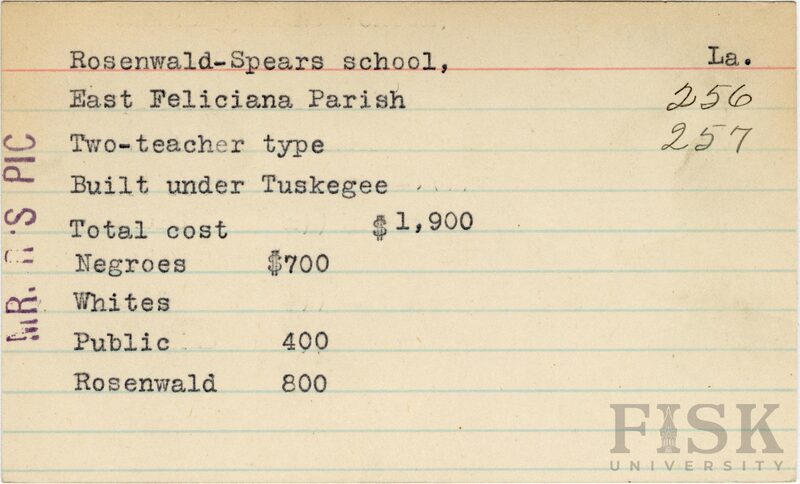 Rosenwald-Spears school, La.
East Feliciana Parish 256
Two-teacher type 257
Built under Tuskegee
Total cost $1,900
Negroes $700
Whites
Public 400
Rosenwald 800
MR. R'S PIC
FISK
UNIVERSITY